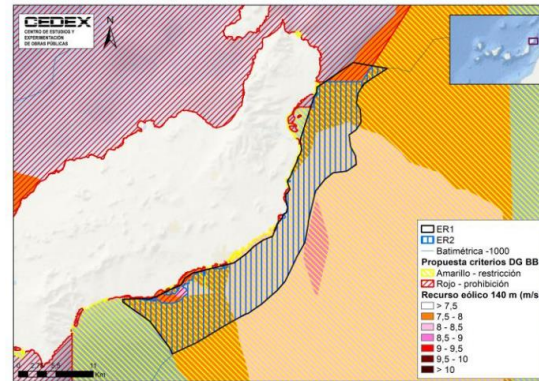 CEDEX
CENTRO DE ESTUDIOS Y
EXPERIMENTACIÓN
DE OBRAS PÚBLICAS
N
ER1
ER2
Batimétrica -1000
Propuesta criterios DG BB
Amarillo - restricción
Rojo - prohibición
Recurso eólico 140 m (m/s
> 7,5
7,5 - 8
8 - 8,5
8,5 - 9
9 - 9,5
9,5 - 10
> 10